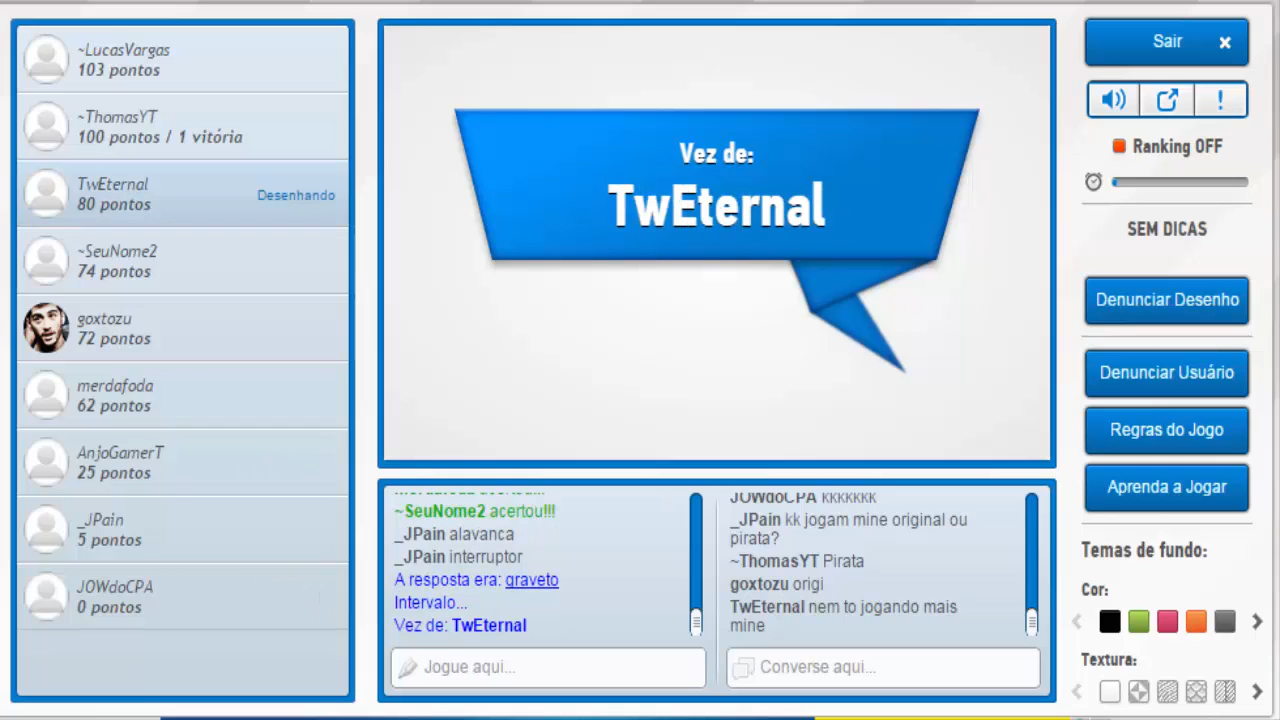 ~LucasVargas
103 pontos
~ThomasYT
100 pontos / 1 vitória
TwEternal
80 pontos
Desenhando
~SeuNome2
74 pontos
goxtozu
72 pontos
merdafoda
62 pontos
AnjoGamerT
25 pontos
_JPain
5 pontos
JOWdoCPA
0 pontos
Vez de:
TwEternal
~SeuNome2 acertou!!!
_JPain alavanca
_JPain interruptor
A resposta era: graveto
Intervalo...
Vez de: TwEternal
Jogue aqui...
JOWdoCPA kkkkkkk
_JPain kk jogam mine original ou
pirata?
~ThomasYT Pirata
goxtozu origi
TwEternal nem to jogando mais
mine
Converse aqui...
Sair
Ranking OFF
SEM DICAS
Denunciar Desenho
Denunciar Usuário
Regras do Jogo
Aprenda a Jogar
Temas de fundo:
Cor:
Textura: